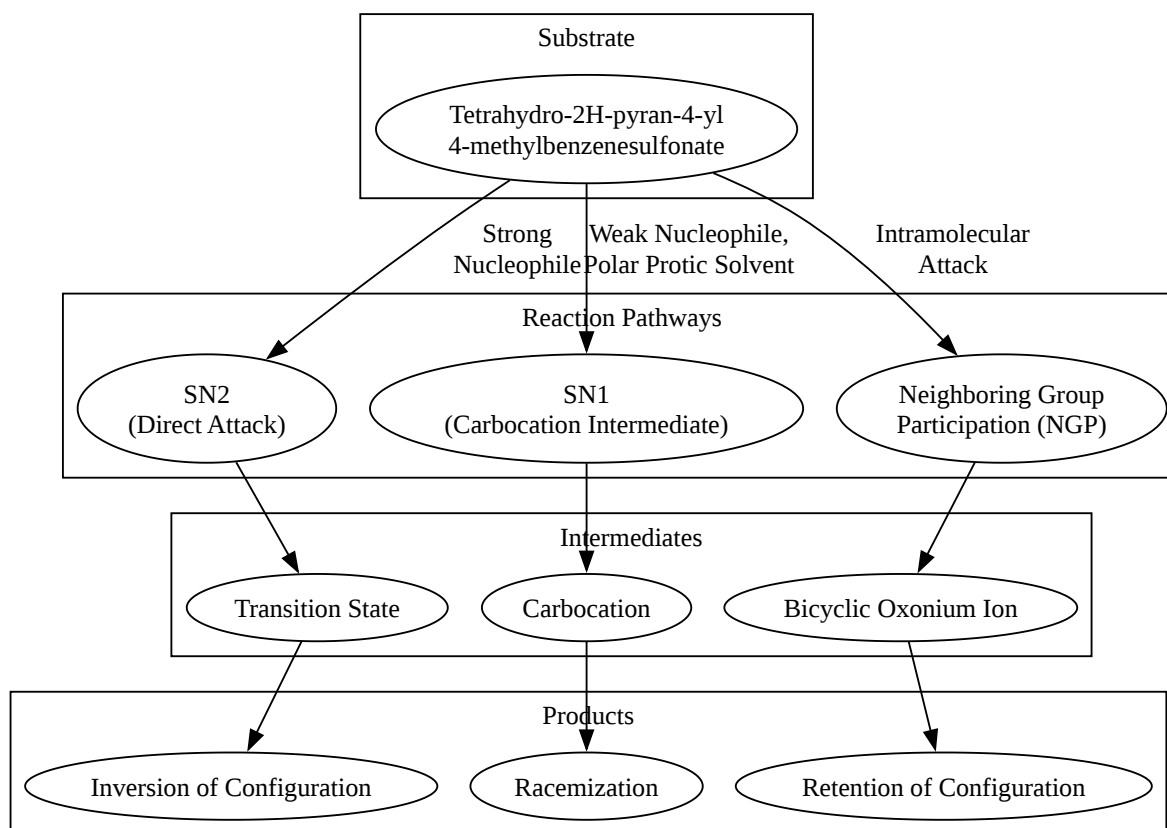 Substrate
Tetrahydro-2H-pyran-4-yl
4-methylbenzenesulfonate
Strong
Nucleophile
Weak Nucleophile,
Polar Protic Solvent
Intramolecular
Attack
Reaction Pathways
SN2
(Direct Attack)
SN1
(Carbocation Intermediate)
Neighboring Group
Participation (NGP)
Intermediates
Transition State
Carbocation
Bicyclic Oxonium Ion
Products
Inversion of Configuration
Racemization
Retention of Configuration